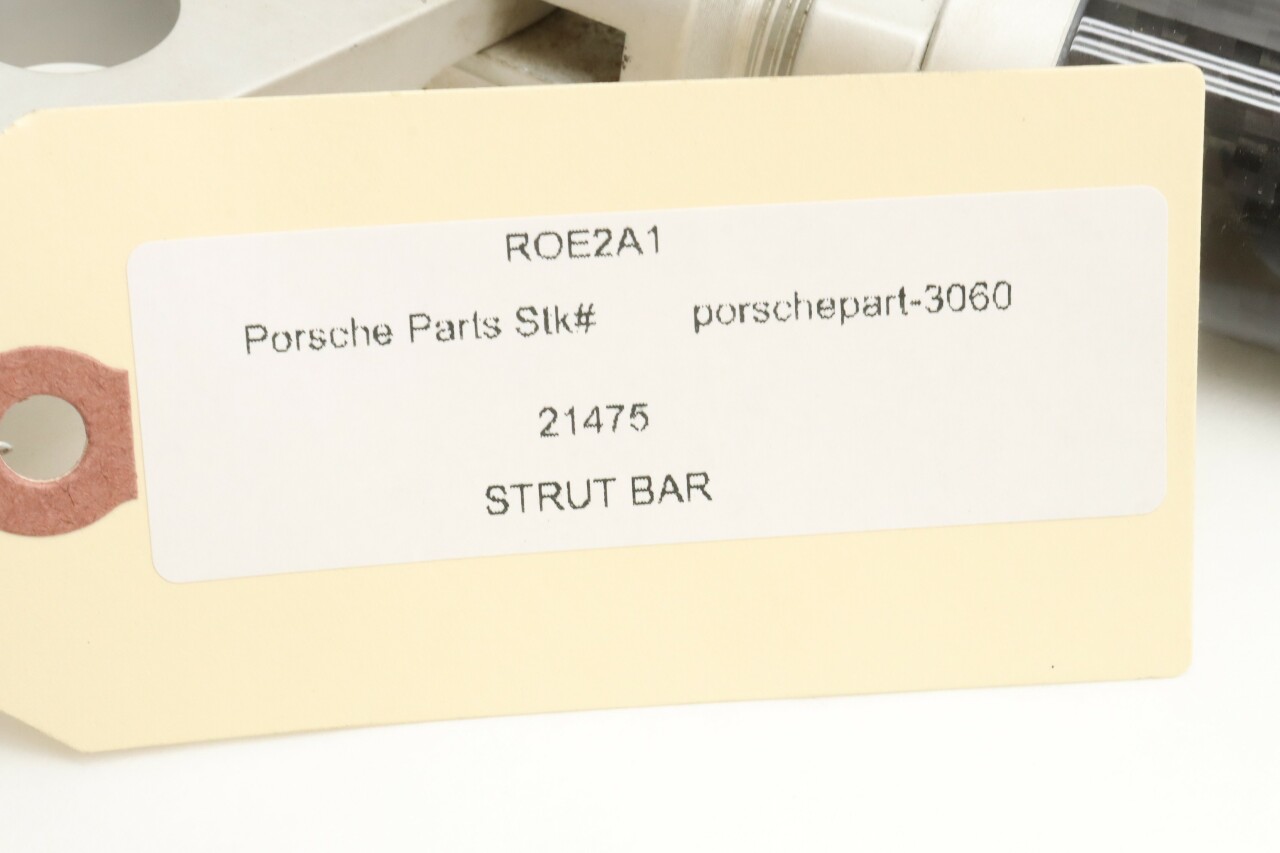 ROE2A1
Porsche Parts Stk# porschepart-3060
21475
STRUT BAR